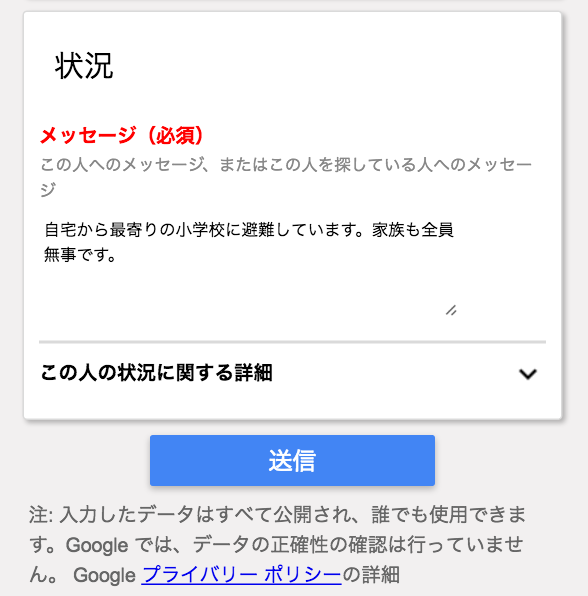 状況
メッセージ（必須）
この人へのメッセージ、またはこの人を探している人へのメッセー
ジ
自宅から最寄りの小学校に避難しています。家族も全員
無事です。
この人の状況に関する詳細
送信
注: 入力したデータはすべて公開され、誰でも使用できま
す。Google では、データの正確性の確認は行っていませ
ん。 Google プライバリー ポリシーの詳細